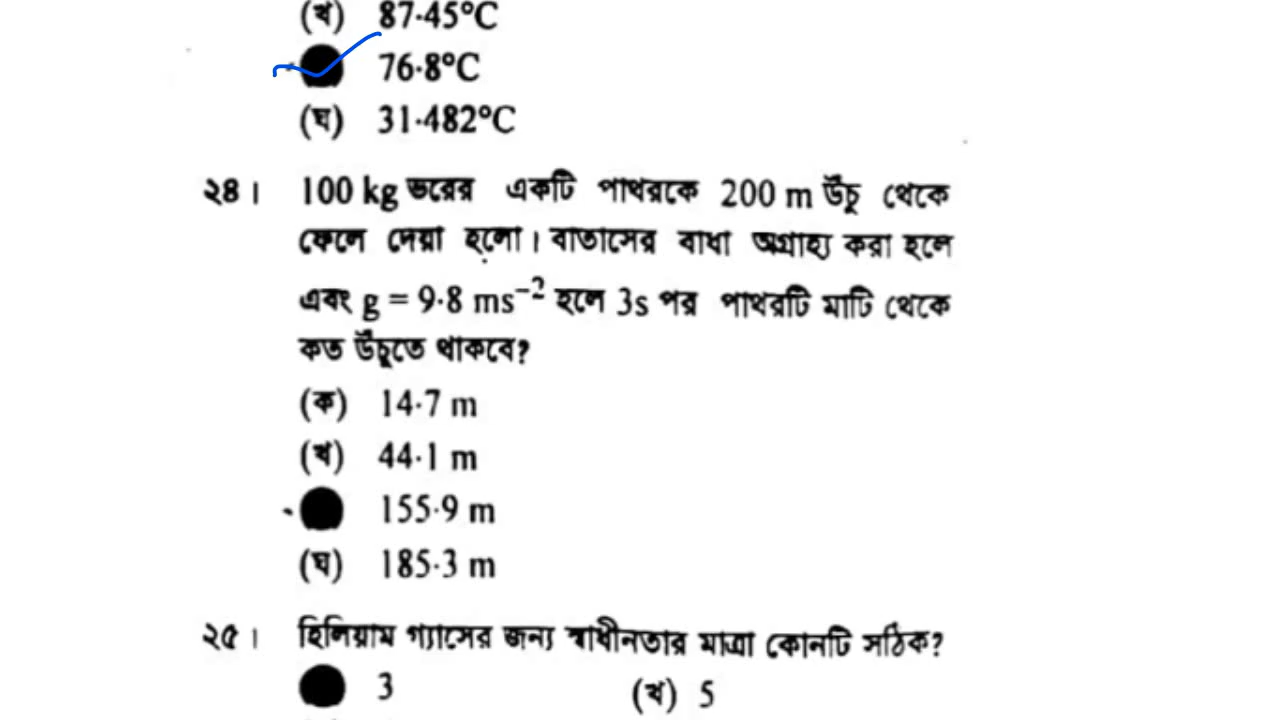 (খ) 87·45°C
76·8°C
(ঘ) 31·482°C
২৪। 100 kg ভরের একটি পাথরকে 200 m উঁচু থেকে
ফেলে দেয়া হলো। বাতাসের বাধা অগ্রাহ্য করা হলে
এবং g = 9·8 ms⁻² হলে 3s পর পাথরটি মাটি থেকে
কত উঁচুতে থাকবে?
(ক) 14·7 m
(খ) 44·1 m
155·9 m
(ঘ) 185·3 m
২৫। হিলিয়াম গ্যাসের জন্য স্বাধীনতার মাত্রা কোনটি সঠিক?
3 (খ) 5